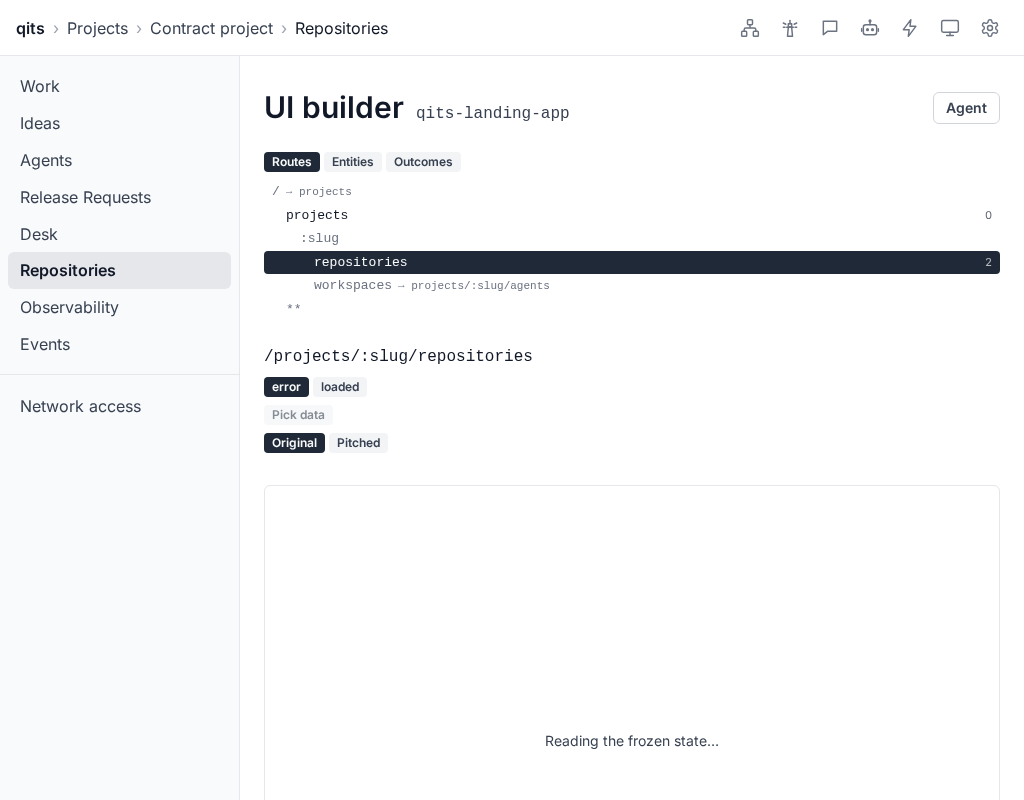 qits › Projects › Contract project › Repositories
Work
Ideas
Agents
Release Requests
Desk
Repositories
Observability
Events
Network access
UI builder qits-landing-app
Agent
Routes Entities Outcomes
/ → projects
projects 0
:slug
repositories 2
workspaces → projects/:slug/agents
**
/projects/:slug/repositories
error loaded
Pick data
Original Pitched
Reading the frozen state…